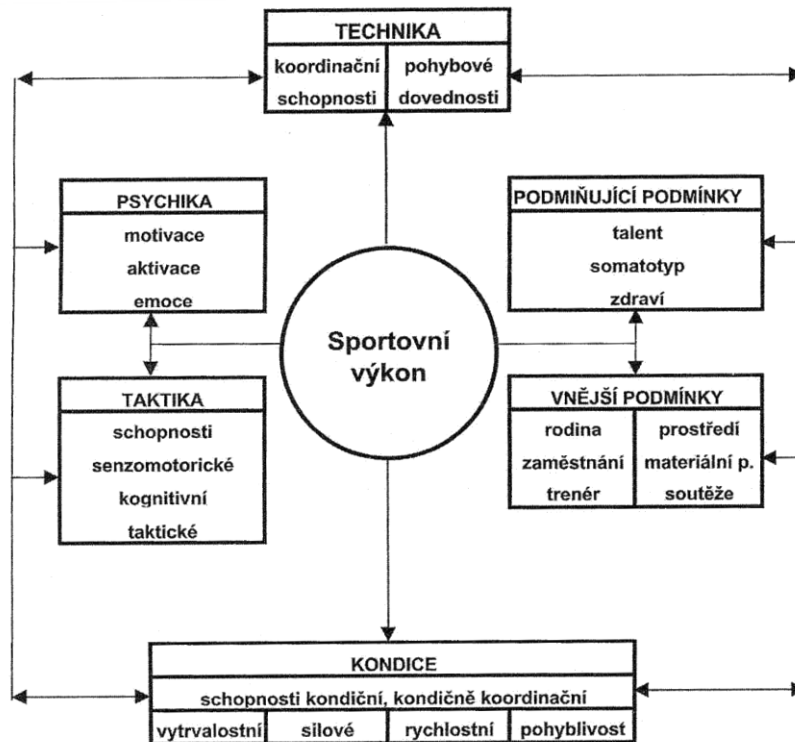 TECHNIKA
koordinační pohybové
schopnosti dovednosti
PSYCHIKA
motivace
aktivace
emoce
PODMIŇUJÍCÍ PODMÍNKY
talent
somatotyp
zdraví
Sportovní
výkon
TAKTIKA
schopnosti
senzomotorické
kognitivní
taktické
VNĚJŠÍ PODMÍNKY
rodina prostředí
zaměstnání materiální p.
trenér soutěže
KONDICE
schopnosti kondiční, kondičně koordinační
vytrvalostní silové rychlostní pohyblivost